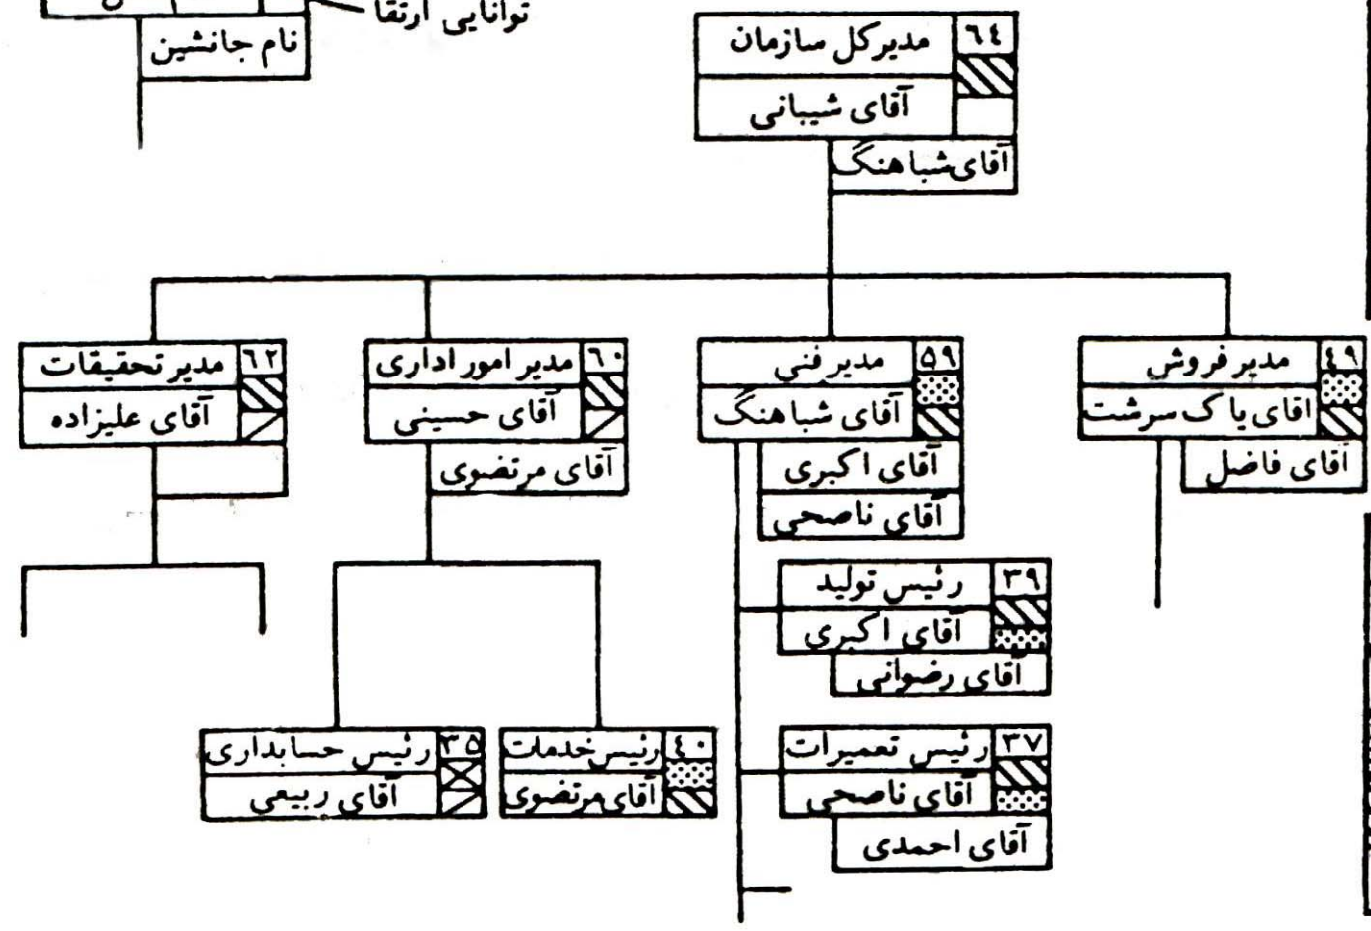 توانایی ارتقا
نام جانشین
مدیرکل سازمان ٦٤
آقای شیبانی
آقای شباهنگ
مدیر فروش ٤٩
اقای پاک سرشت
آقای فاضل
مدیر فنی ٥٩
آقای شباهنگ
آقای اکبری
آقای ناصحی
رئیس تولید ٣٩
آقای اکبری
آقای رضوانی
رئیس تعمیرات ٣٧
آقای ناصحی
آقای احمدی
مدیر امور اداری ٦٠
آقای حسینی
آقای مرتضوی
رئیس خدمات ٤٠
آقای مرتضوی
رئیس حسابداری ٣٥
آقای ربیعی
مدیر تحقیقات ٦٢
آقای علیزاده